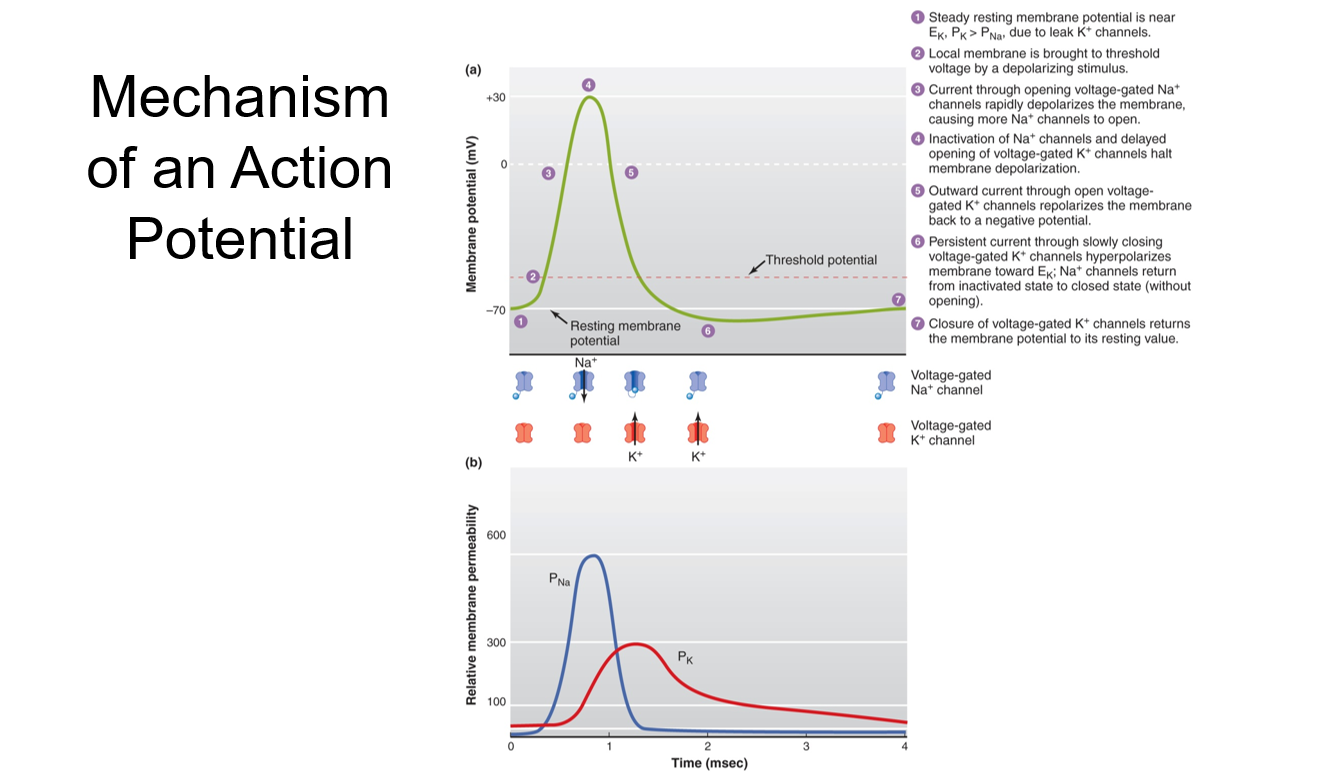 Mechanism
of an Action
Potential
(a)
Membrane potential (mV)
+30
0
–70
1
2
3
4
5
6
7
Threshold potential
Resting membrane
potential
1 Steady resting membrane potential is near
E_K, P_K > P_Na, due to leak K⁺ channels.
2 Local membrane is brought to threshold
voltage by a depolarizing stimulus.
3 Current through opening voltage-gated Na⁺
channels rapidly depolarizes the membrane,
causing more Na⁺ channels to open.
4 Inactivation of Na⁺ channels and delayed
opening of voltage-gated K⁺ channels halt
membrane depolarization.
5 Outward current through open voltage-
gated K⁺ channels repolarizes the membrane
back to a negative potential.
6 Persistent current through slowly closing
voltage-gated K⁺ channels hyperpolarizes
membrane toward E_K; Na⁺ channels return
from inactivated state to closed state (without
opening).
7 Closure of voltage-gated K⁺ channels returns
the membrane potential to its resting value.
Na⁺
Voltage-gated
Na⁺ channel
Voltage-gated
K⁺ channel
K⁺
K⁺
(b)
Relative membrane permeability
600
300
100
P_Na
P_K
0
1
2
3
4
Time (msec)